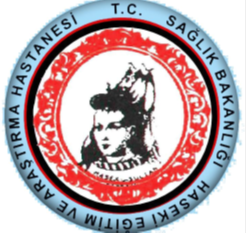 T.C. SAĞLIK BAKANLIĞI
HASEKİ EĞİTİM VE ARAŞTIRMA HASTANESİ